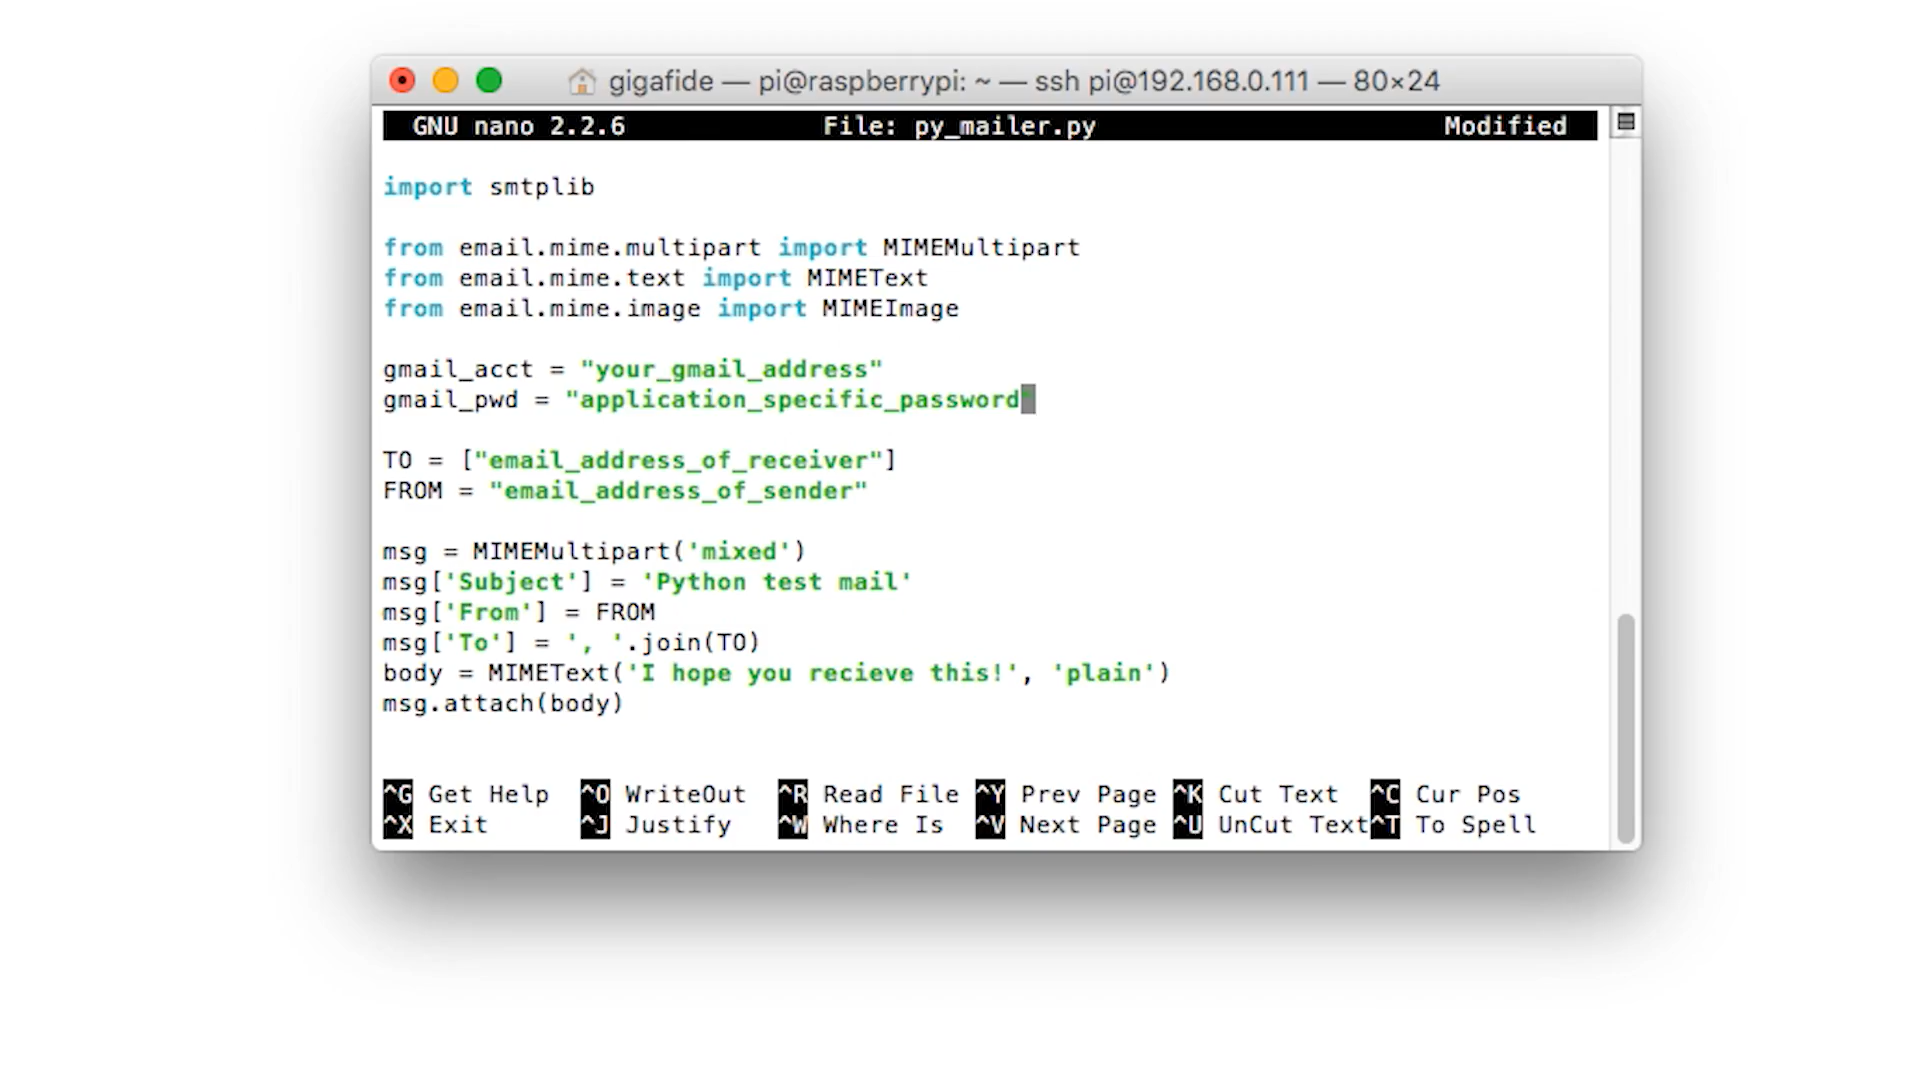 gigafide — pi@raspberrypi: ~ — ssh pi@192.168.0.111 — 80×24
GNU nano 2.2.6 File: py_mailer.py Modified
import smtplib
from email.mime.multipart import MIMEMultipart
from email.mime.text import MIMEText
from email.mime.image import MIMEImage
gmail_acct = "your_gmail_address"
gmail_pwd = "application_specific_password"
TO = ["email_address_of_receiver"]
FROM = "email_address_of_sender"
msg = MIMEMultipart('mixed')
msg['Subject'] = 'Python test mail'
msg['From'] = FROM
msg['To'] = ', '.join(TO)
body = MIMEText('I hope you recieve this!', 'plain')
msg.attach(body)
^G Get Help ^O WriteOut ^R Read File ^Y Prev Page ^K Cut Text ^C Cur Pos
^X Exit ^J Justify ^W Where Is ^V Next Page ^U UnCut Text ^T To Spell